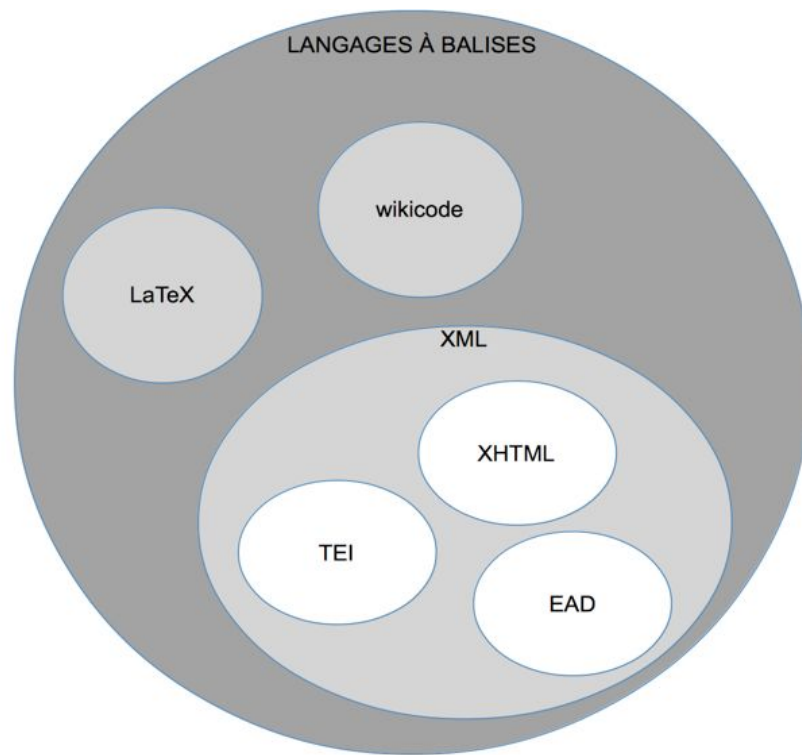 LANGAGES À BALISES
wikicode
LaTeX
XML
XHTML
TEI
EAD